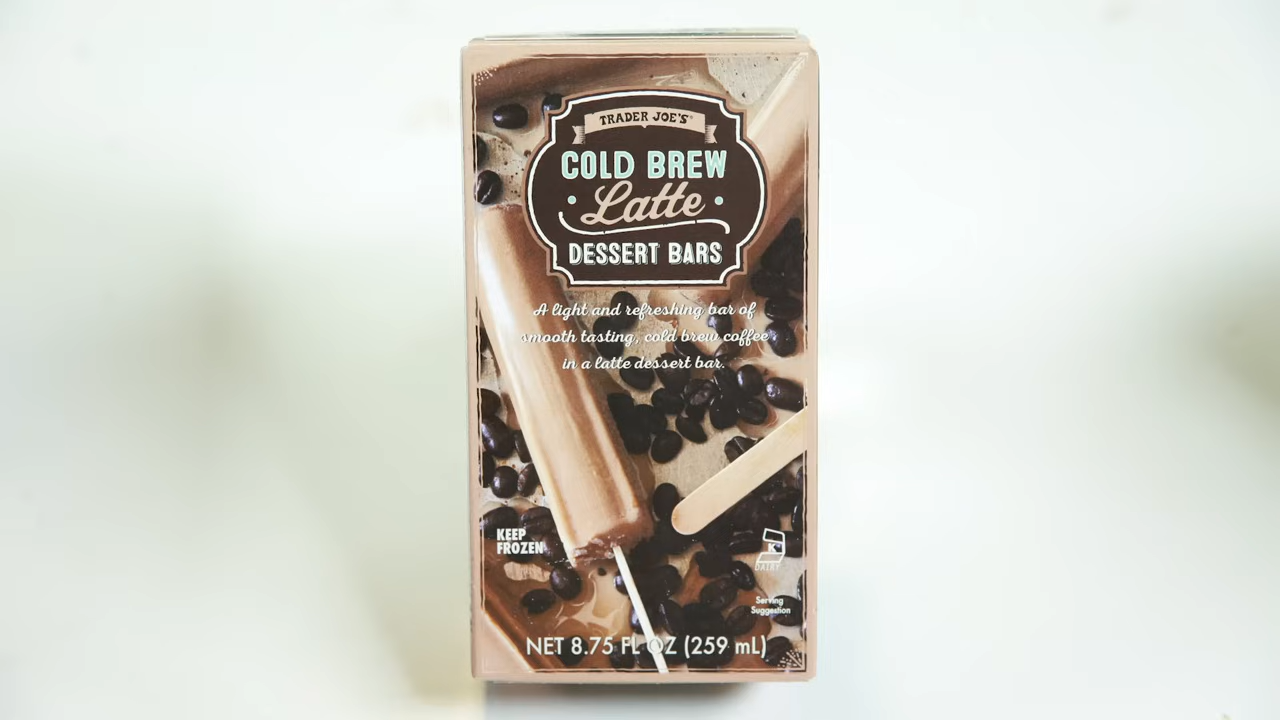 TRADER JOE'S®
COLD BREW
Latte
DESSERT BARS
A light and refreshing bar of
smooth tasting, cold brew coffee
in a latte dessert bar.
KEEP
FROZEN
K
DAIRY
Serving
Suggestion
NET 8.75 FL OZ (259 mL)